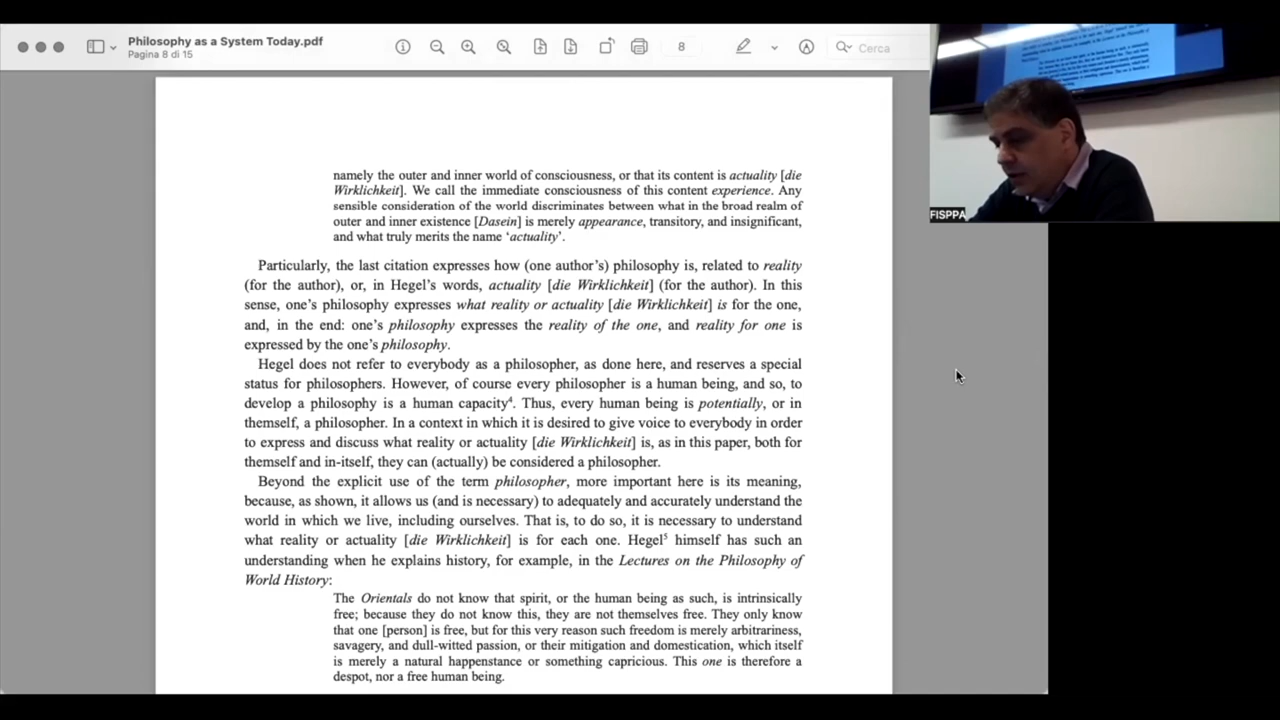 Philosophy as a System Today.pdf
Pagina 8 di 15
8
Cerca
FISPPA
namely the outer and inner world of consciousness, or that its content is actuality [die
Wirklichkeit]. We call the immediate consciousness of this content experience. Any
sensible consideration of the world discriminates between what in the broad realm of
outer and inner existence [Dasein] is merely appearance, transitory, and insignificant,
and what truly merits the name ‘actuality’.
Particularly, the last citation expresses how (one author’s) philosophy is, related to reality
(for the author), or, in Hegel’s words, actuality [die Wirklichkeit] (for the author). In this
sense, one’s philosophy expresses what reality or actuality [die Wirklichkeit] is for the one,
and, in the end: one’s philosophy expresses the reality of the one, and reality for one is
expressed by the one’s philosophy.
Hegel does not refer to everybody as a philosopher, as done here, and reserves a special
status for philosophers. However, of course every philosopher is a human being, and so, to
develop a philosophy is a human capacity⁴. Thus, every human being is potentially, or in
themself, a philosopher. In a context in which it is desired to give voice to everybody in order
to express and discuss what reality or actuality [die Wirklichkeit] is, as in this paper, both for
themself and in-itself, they can (actually) be considered a philosopher.
Beyond the explicit use of the term philosopher, more important here is its meaning,
because, as shown, it allows us (and is necessary) to adequately and accurately understand the
world in which we live, including ourselves. That is, to do so, it is necessary to understand
what reality or actuality [die Wirklichkeit] is for each one. Hegel⁵ himself has such an
understanding when he explains history, for example, in the Lectures on the Philosophy of
World History:
The Orientals do not know that spirit, or the human being as such, is intrinsically
free; because they do not know this, they are not themselves free. They only know
that one [person] is free, but for this very reason such freedom is merely arbitrariness,
savagery, and dull-witted passion, or their mitigation and domestication, which itself
is merely a natural happenstance or something capricious. This one is therefore a
despot, nor a free human being.